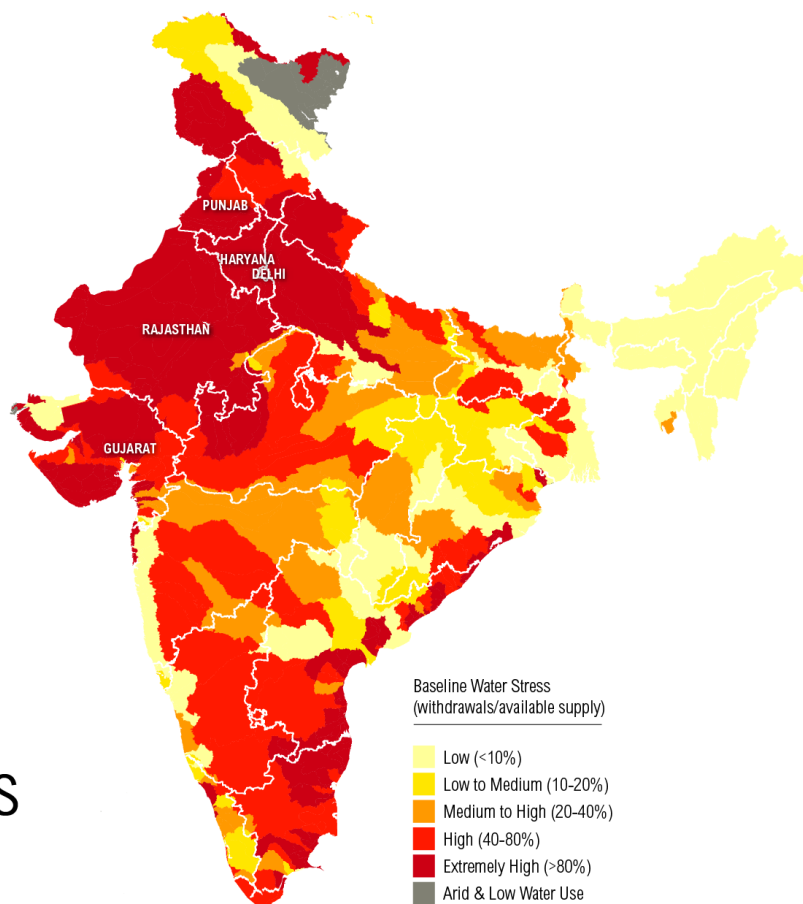 PUNJAB
HARYANA
DELHI
RAJASTHAN
GUJARAT
S
Baseline Water Stress
(withdrawals/available supply)
Low (<10%)
Low to Medium (10-20%)
Medium to High (20-40%)
High (40-80%)
Extremely High (>80%)
Arid & Low Water Use